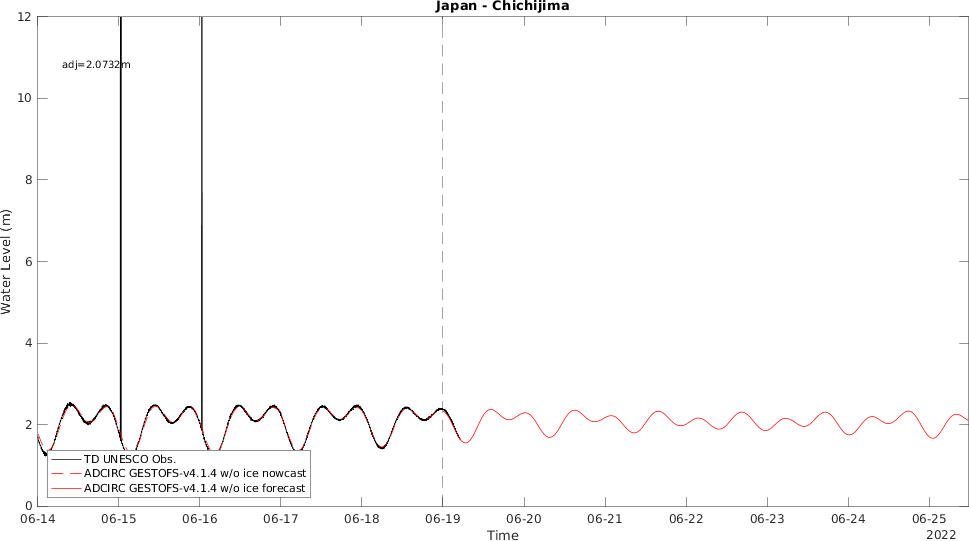 Japan - Chichijima
12
adj=2.0732m
10
8
6
4
2
0
Water Level (m)
TD UNESCO Obs.
ADCIRC GESTOFS-v4.1.4 w/o ice nowcast
ADCIRC GESTOFS-v4.1.4 w/o ice forecast
06-14 06-15 06-16 06-17 06-18 06-19 06-20 06-21 06-22 06-23 06-24 06-25
Time
2022